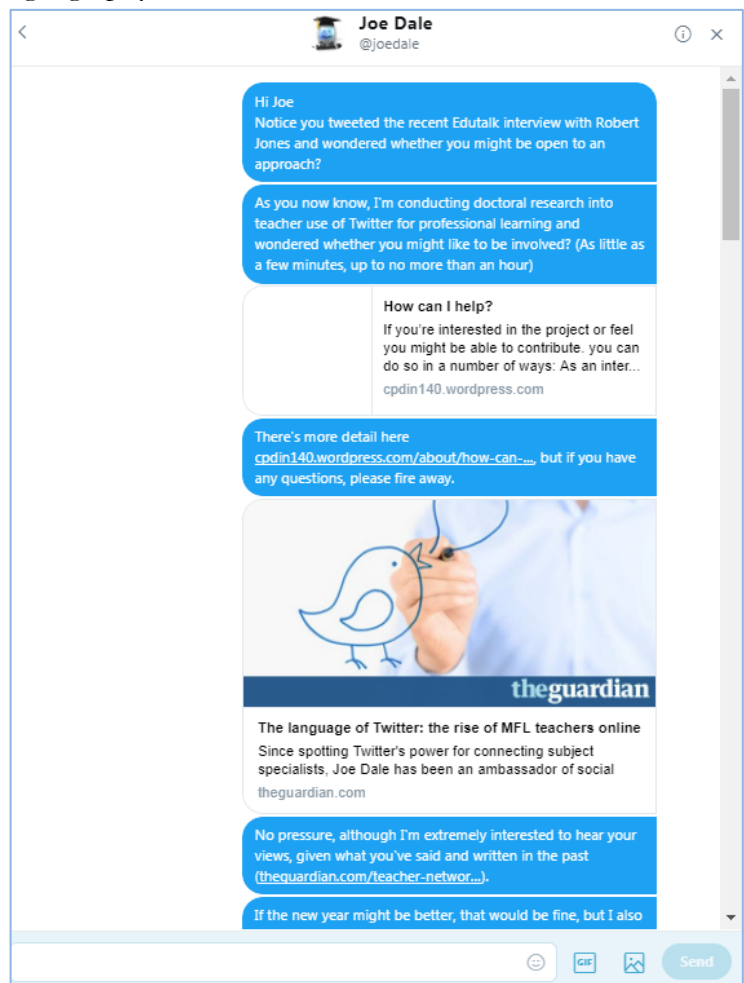 Joe Dale
@joedale
Hi Joe
Notice you tweeted the recent Edutalk interview with Robert
Jones and wondered whether you might be open to an
approach?
As you now know, I'm conducting doctoral research into
teacher use of Twitter for professional learning and
wondered whether you might like to be involved? (As little as
a few minutes, up to no more than an hour)
How can I help?
If you're interested in the project or feel
you might be able to contribute. you can
do so in a number of ways: As an inter...
cpdin140.wordpress.com
There's more detail here
cpdin140.wordpress.com/about/how-can-..., but if you have
any questions, please fire away.
theguardian
The language of Twitter: the rise of MFL teachers online
Since spotting Twitter's power for connecting subject
specialists, Joe Dale has been an ambassador of social
theguardian.com
No pressure, although I'm extremely interested to hear your
views, given what you've said and written in the past
(theguardian.com/teacher-networ...).
If the new year might be better, that would be fine, but I also
GIF
Send